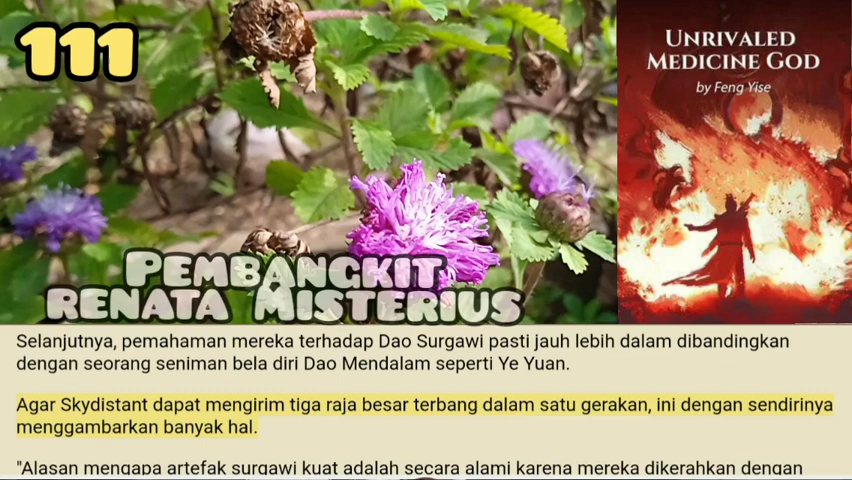 111
UNRIVALED
MEDICINE GOD
by Feng Yise
PEMBANGKIT
RENATA MISTERIUS
Selanjutnya, pemahaman mereka terhadap Dao Surgawi pasti jauh lebih dalam dibandingkan
dengan seorang seniman bela diri Dao Mendalam seperti Ye Yuan.
Agar Skydistant dapat mengirim tiga raja besar terbang dalam satu gerakan, ini dengan sendirinya
menggambarkan banyak hal.
"Alasan mengapa artefak surgawi kuat adalah secara alami karena mereka dikerahkan dengan